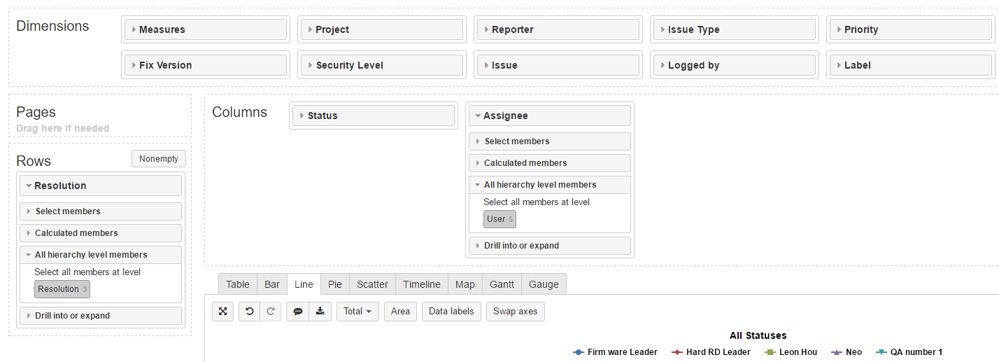 Dimensions
Measures
Project
Reporter
Issue Type
Priority
Fix Version
Security Level
Issue
Logged by
Label
Pages
Drag here if needed
Rows
Nonempty
Resolution
Select members
Calculated members
All hierarchy level members
Select all members at level
Resolution 3
Drill into or expand
Columns
Status
Assignee
Select members
Calculated members
All hierarchy level members
Select all members at level
User 5
Drill into or expand
Table Bar Line Pie Scatter Timeline Map Gantt Gauge
Total Area Data labels Swap axes
All Statuses
Firm ware Leader Hard RD Leader Leon Hou Neo QA number 1